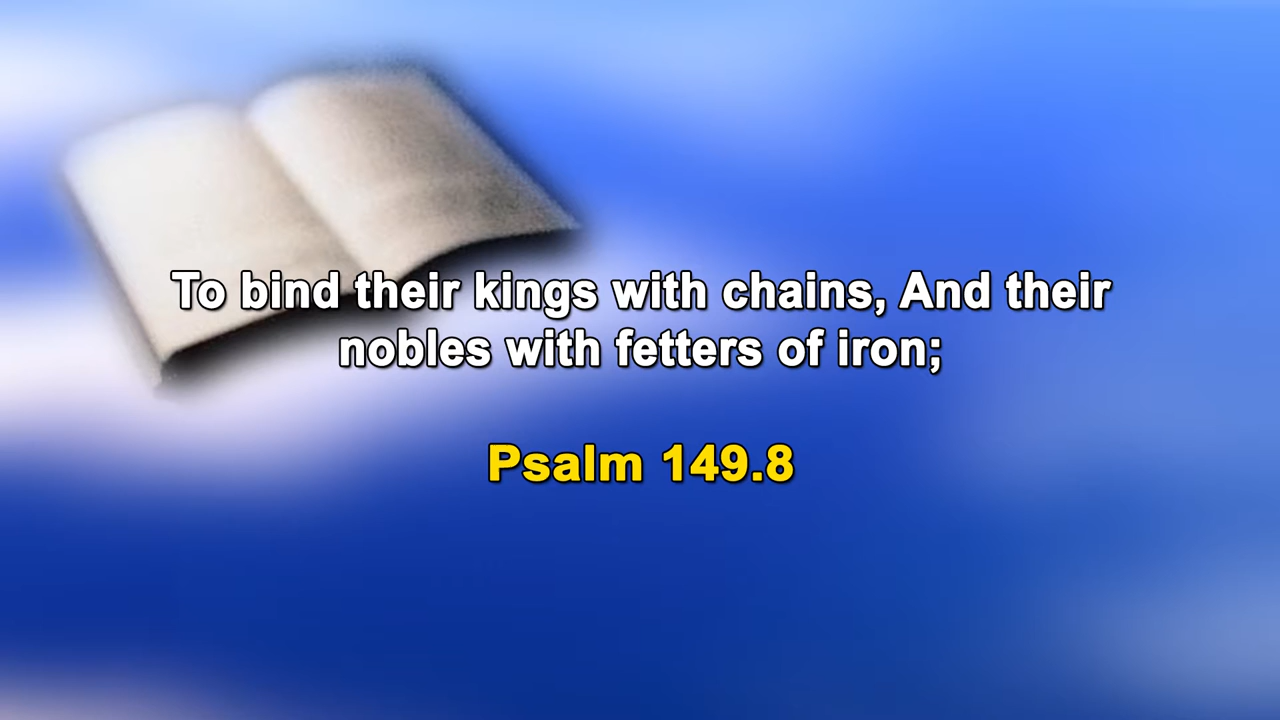 To bind their kings with chains, And their
nobles with fetters of iron;
Psalm 149.8